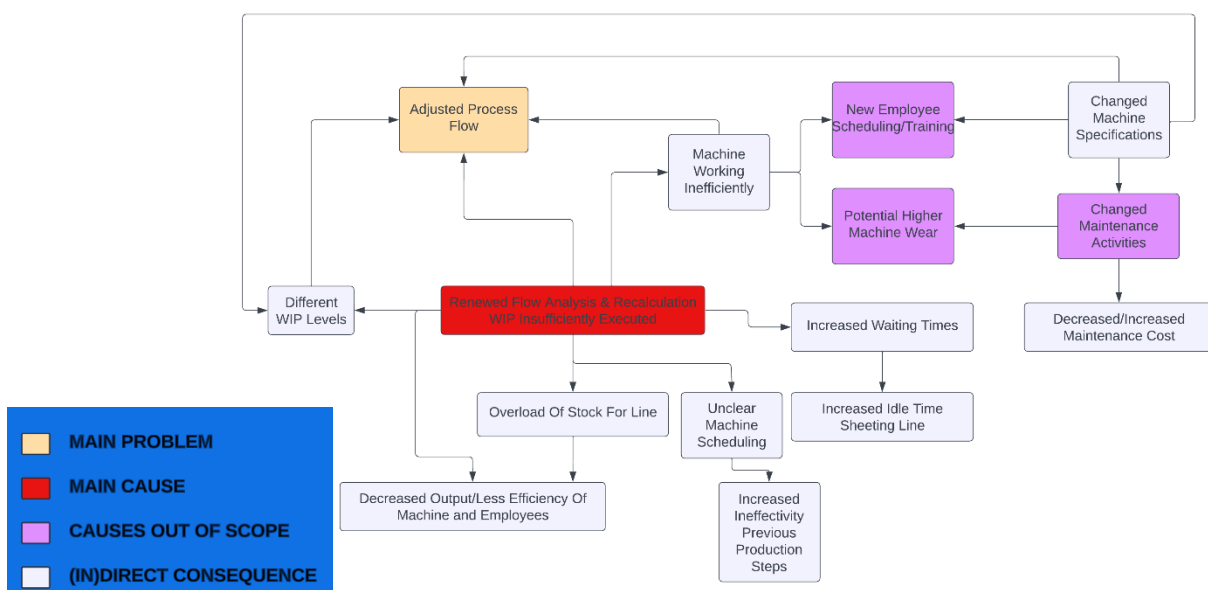 Adjusted Process
Flow
New Employee
Scheduling/Training
Changed
Machine
Specifications
Machine
Working
Inefficiently
Potential Higher
Machine Wear
Changed
Maintenance
Activities
Different
WIP Levels
Renewed Flow Analysis & Recalculation
WIP Insufficiently Executed
Increased Waiting Times
Decreased/Increased
Maintenance Cost
Overload Of Stock For Line
Unclear
Machine
Scheduling
Increased Idle Time
Sheeting Line
Decreased Output/Less Efficiency Of
Machine and Employees
Increased
Ineffectivity
Previous
Production
Steps
MAIN PROBLEM
MAIN CAUSE
CAUSES OUT OF SCOPE
(IN)DIRECT CONSEQUENCE